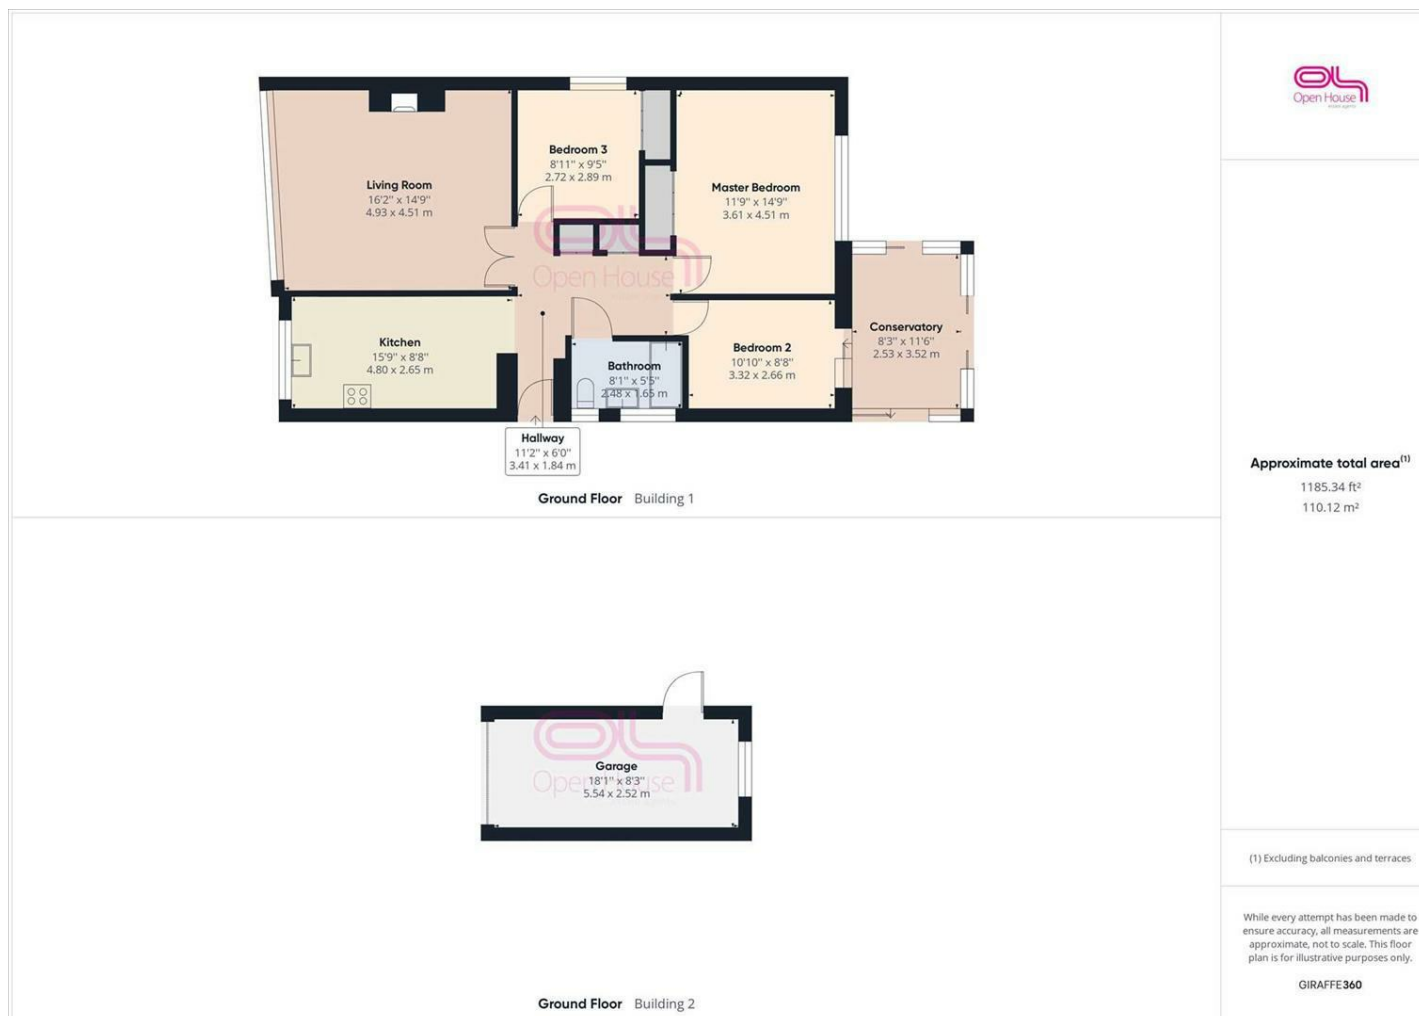 Living Room
16'2" x 14'9"
4.93 x 4.51 m
Bedroom 3
8'11" x 9'5"
2.72 x 2.89 m
Master Bedroom
11'9" x 14'9"
3.61 x 4.51 m
Open House
Kitchen
15'9" x 8'8"
4.80 x 2.65 m
Bathroom
8'1" x 5'5"
2.48 x 1.65 m
Bedroom 2
10'10" x 8'8"
3.32 x 2.66 m
Conservatory
8'3" x 11'6"
2.53 x 3.52 m
Hallway
11'2" x 6'0"
3.41 x 1.84 m
Ground Floor Building 1
Garage
18'1" x 8'3"
5.54 x 2.52 m
Open House
Ground Floor Building 2
Open House
Approximate total area(1)
1185.34 ft²
110.12 m²
(1) Excluding balconies and terraces
While every attempt has been made to
ensure accuracy, all measurements are
approximate, not to scale. This floor
plan is for illustrative purposes only.
GIRAFFE360